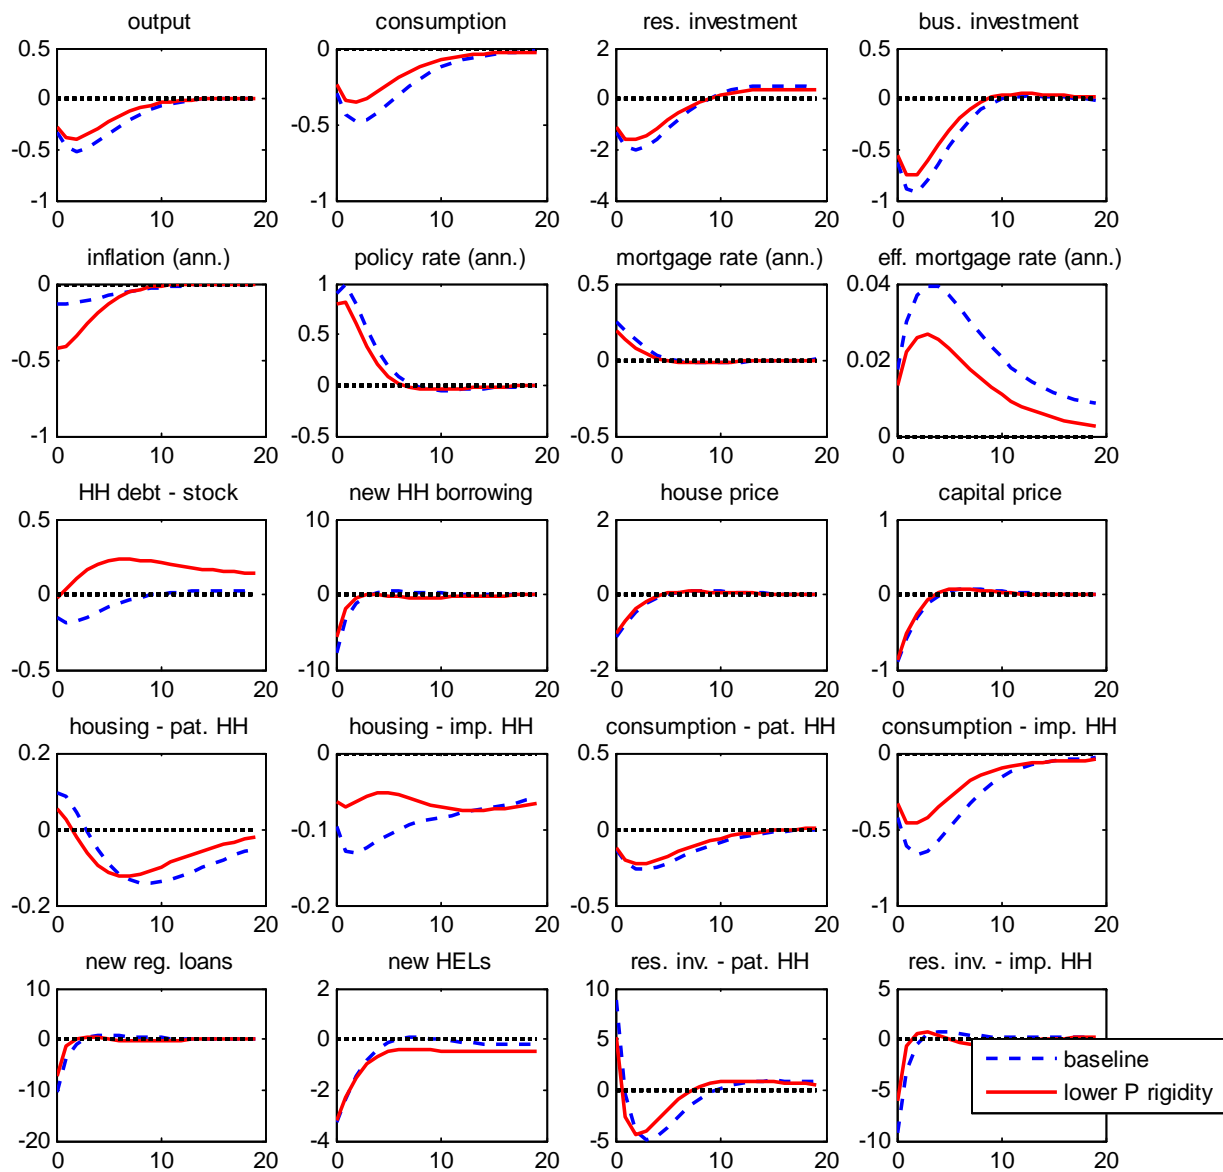 output consumption res. investment bus. investment
0.5 0 2 0.5
0 -0.5 0 0
-0.5 -2 -0.5
-1 -1 -4 -1
0 10 20 0 10 20 0 10 20 0 10 20
inflation (ann.) policy rate (ann.) mortgage rate (ann.) eff. mortgage rate (ann.)
0 1 0.5 0.04
0.5
-0.5 0 0.02
0
-1 -0.5 -0.5 0
0 10 20 0 10 20 0 10 20 0 10 20
HH debt - stock new HH borrowing house price capital price
0.5 10 2 1
0 0 0 0
-0.5 -10 -2 -1
0 10 20 0 10 20 0 10 20 0 10 20
housing - pat. HH housing - imp. HH consumption - pat. HH consumption - imp. HH
0.2 0 0.5 0
0 -0.1 0 -0.5
-0.2 -0.2 -0.5 -1
0 10 20 0 10 20 0 10 20 0 10 20
new reg. loans new HELs res. inv. - pat. HH res. inv. - imp. HH
10 2 10 5
0 0 5 0
-10 -2 0 -5
-20 -4 -5 -10
0 10 20 0 10 20 0 10 20 0 10 20
baseline
lower P rigidity